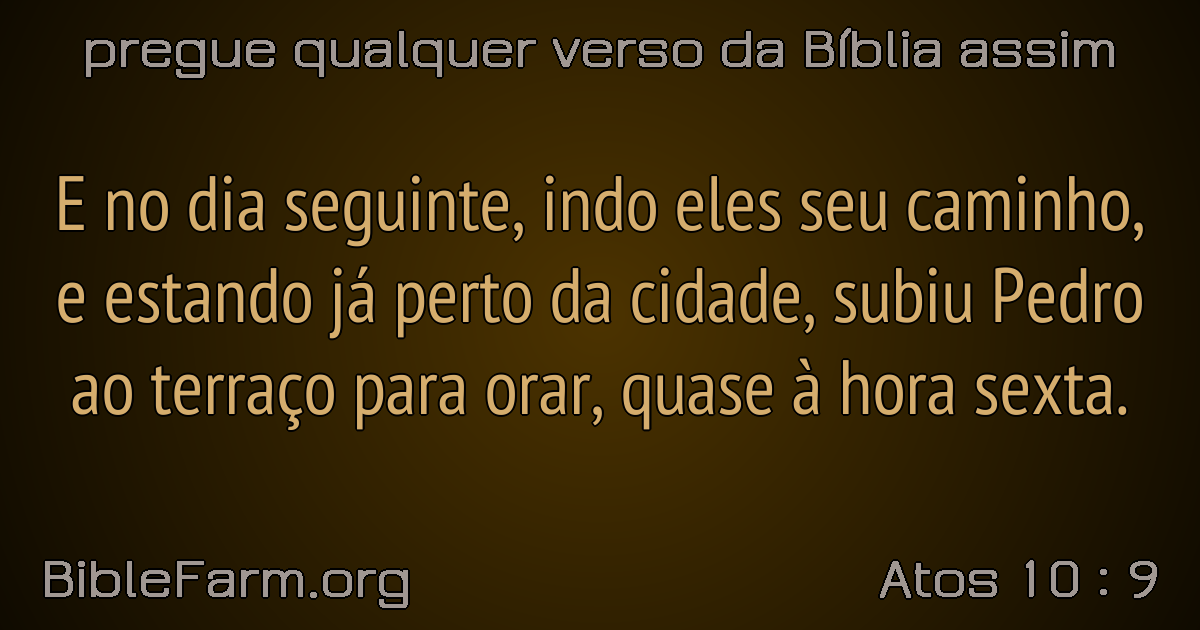 pregue qualquer verso da Bíblia assim
E no dia seguinte, indo eles seu caminho,
e estando já perto da cidade, subiu Pedro
ao terraço para orar, quase à hora sexta.
BibleFarm.org
Atos 10 : 9